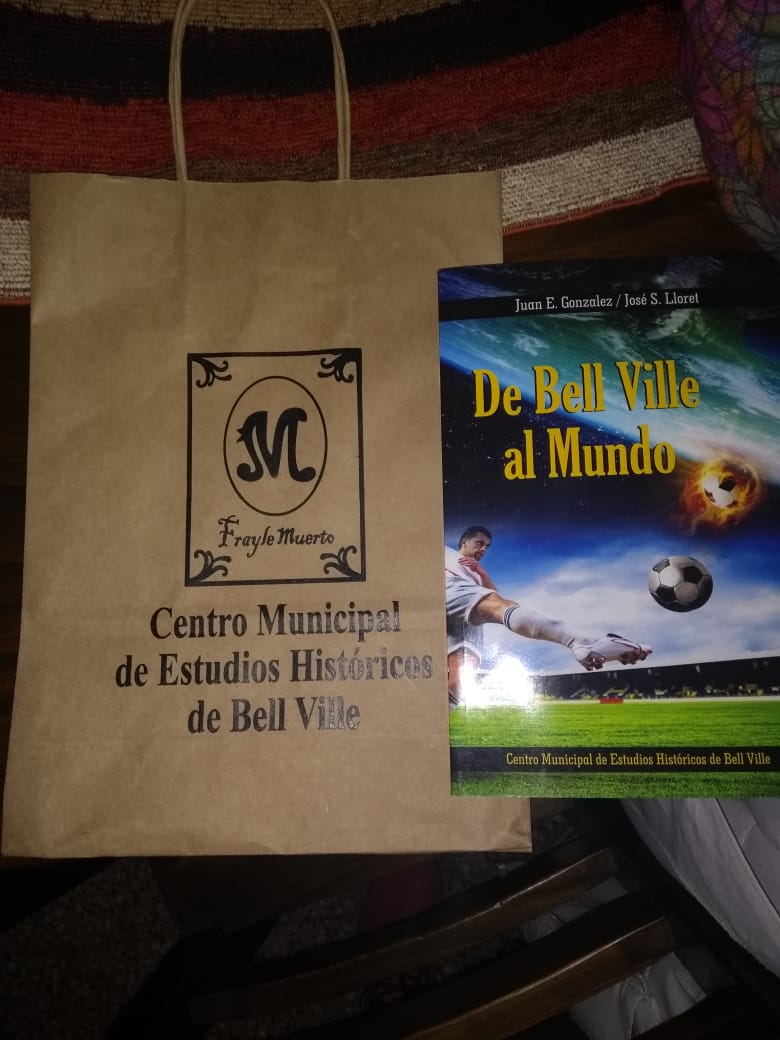 M
Frayle Muerto
Centro Municipal
de Estudios Históricos
de Bell Ville
Juan E. Gonzalez / José S. Lloret
De Bell Ville
al Mundo
Centro Municipal de Estudios Históricos de Bell Ville